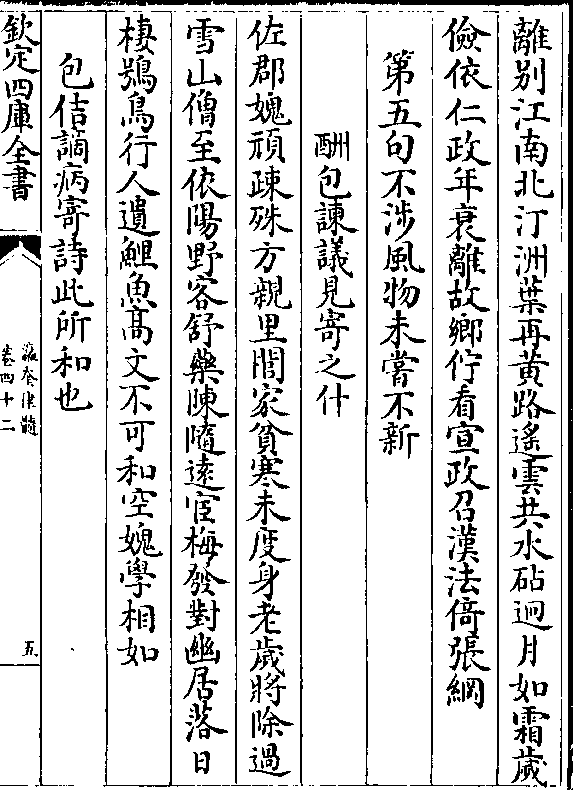 離别江南北汀洲葉再黄路遙雲共水砧逈月如霜歲
儉依仁政年衰離故鄉佇看宣政召漢法倚張綱
第五句不涉風物未嘗不新
酬包諫議見寄之什
佐郡媿頑疎殊方親里閭家貧寒未度身老歲將除過
雪山僧至依陽野客舒藥陳隨逺宦梅發對幽居落日
棲鴞鳥行人遺鯉魚髙文不可和空媿學相如
包佶謫病寄詩此所和也
欽定四庫全書
瀛奎律髓
卷四十二
五